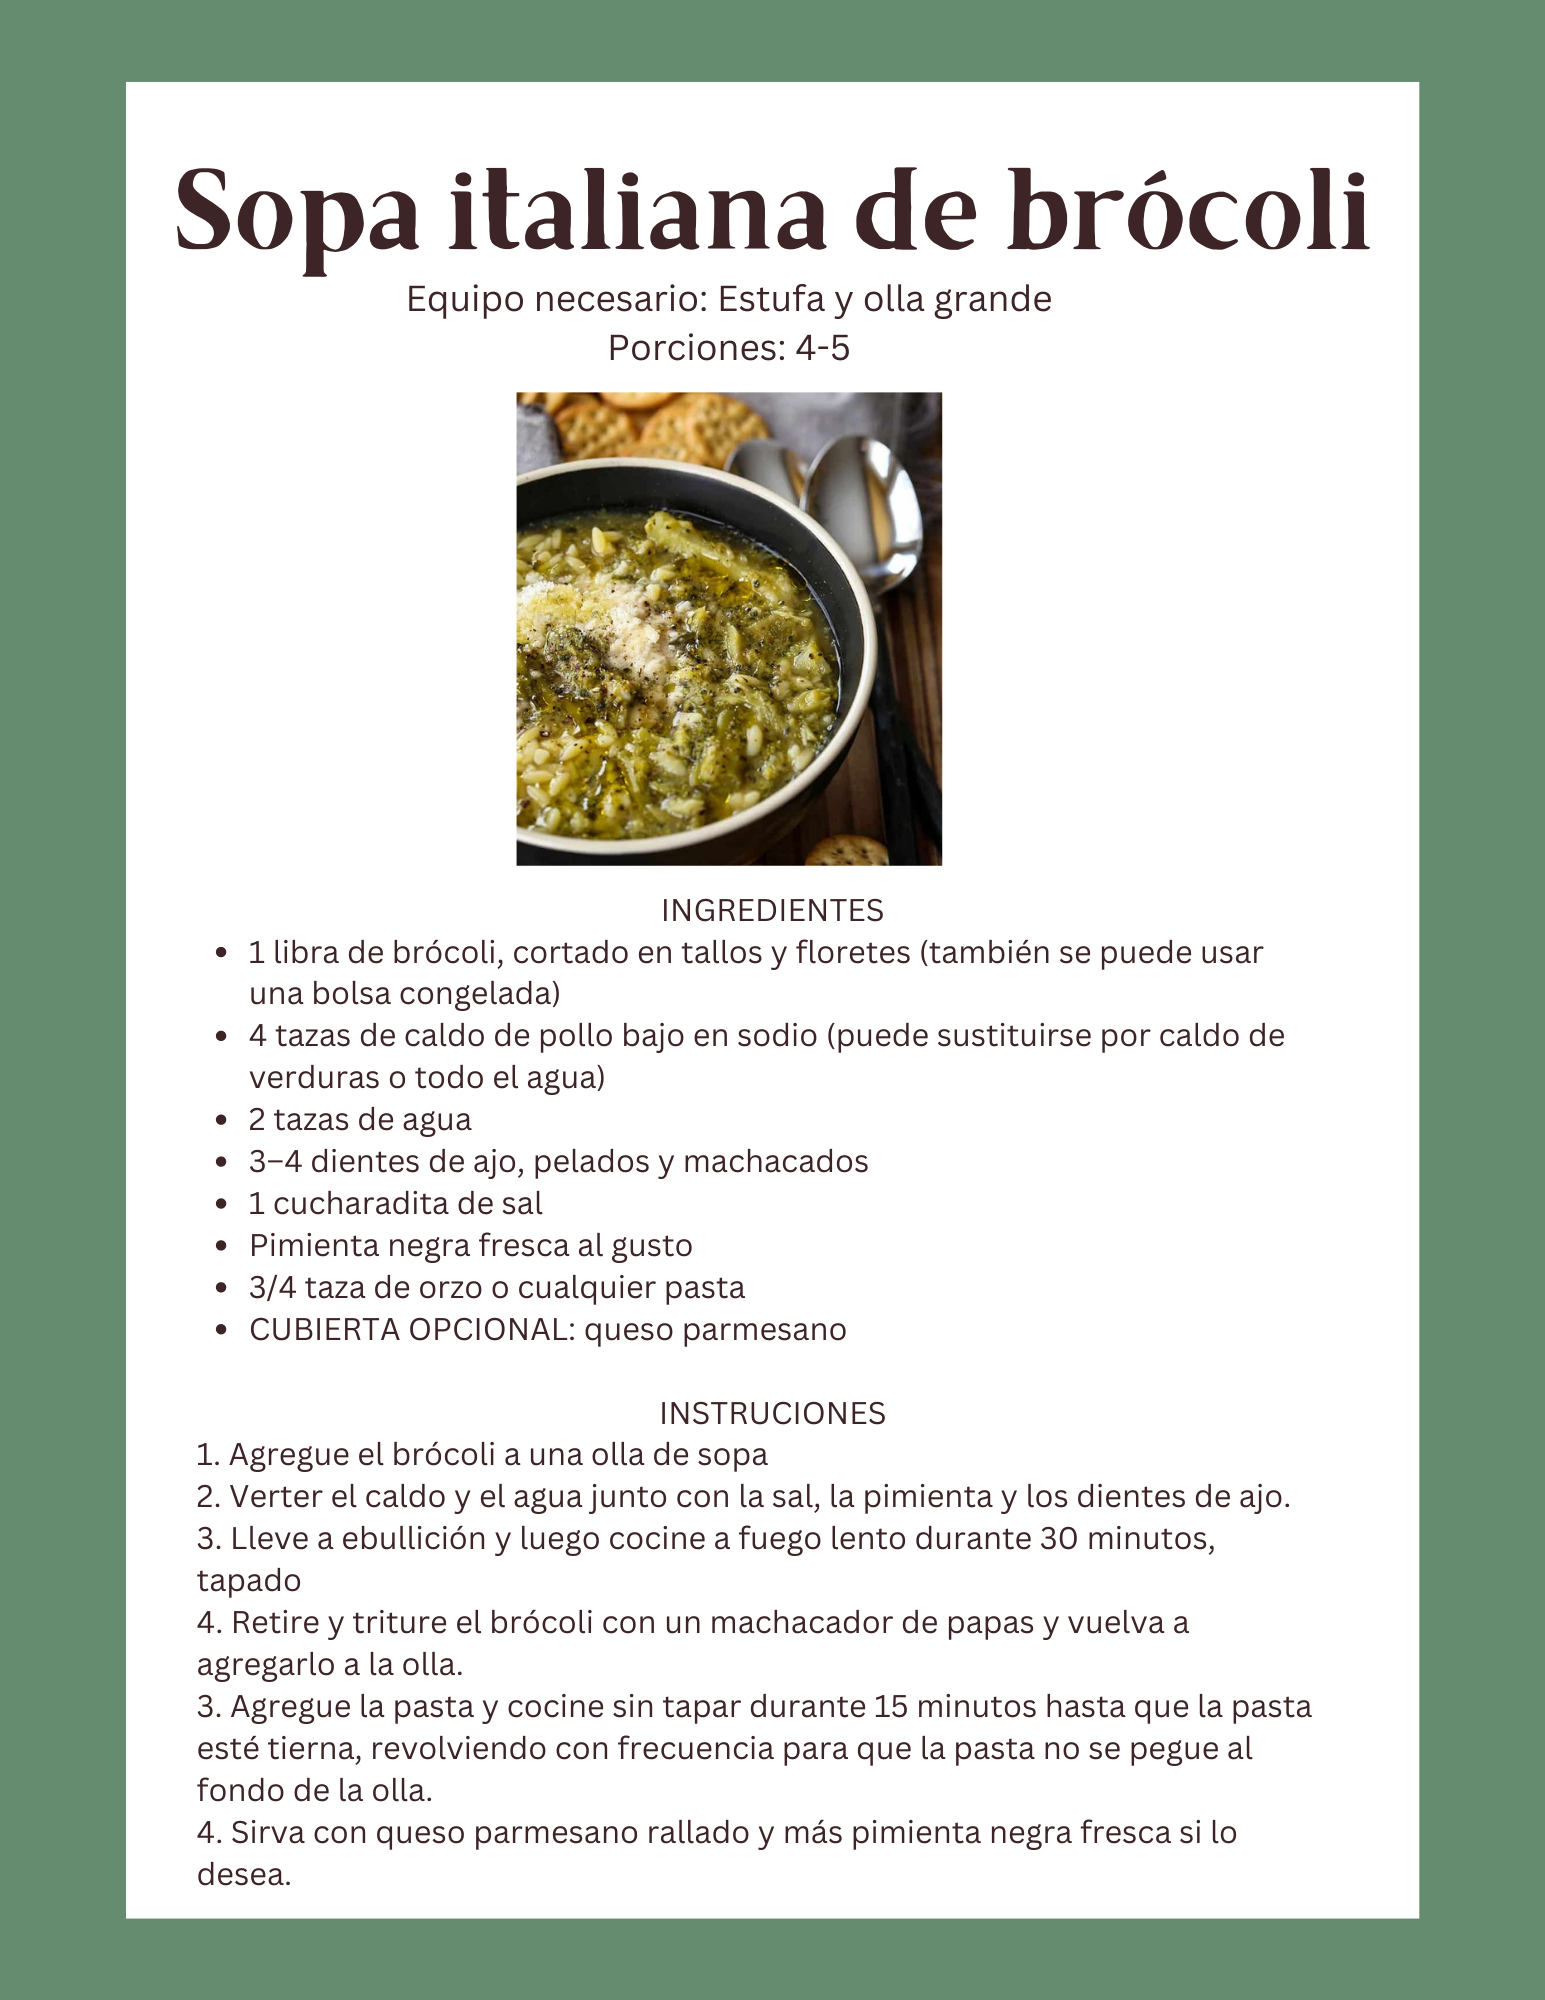 Sopa italiana de brócoli
Equipo necesario: Estufa y olla grande
Porciones: 4-5
INGREDIENTES
• 1 libra de brócoli, cortado en tallos y floretes (también se puede usar
una bolsa congelada)
• 4 tazas de caldo de pollo bajo en sodio (puede sustituirse por caldo de
verduras o todo el agua)
• 2 tazas de agua
• 3–4 dientes de ajo, pelados y machacados
• 1 cucharadita de sal
• Pimienta negra fresca al gusto
• 3/4 taza de orzo o cualquier pasta
• CUBIERTA OPCIONAL: queso parmesano
INSTRUCIONES
1. Agregue el brócoli a una olla de sopa
2. Verter el caldo y el agua junto con la sal, la pimienta y los dientes de ajo.
3. Lleve a ebullición y luego cocine a fuego lento durante 30 minutos,
tapado
4. Retire y triture el brócoli con un machacador de papas y vuelva a
agregarlo a la olla.
3. Agregue la pasta y cocine sin tapar durante 15 minutos hasta que la pasta
esté tierna, revolviendo con frecuencia para que la pasta no se pegue al
fondo de la olla.
4. Sirva con queso parmesano rallado y más pimienta negra fresca si lo
desea.